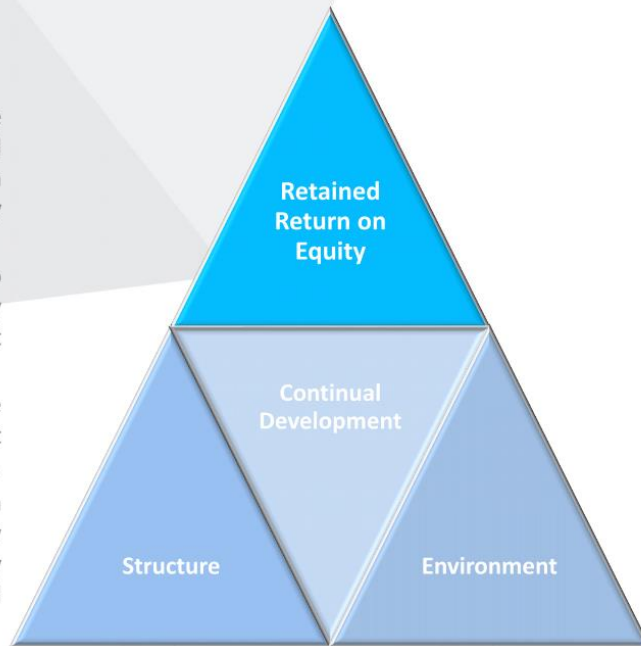 Retained
Return on
Equity
Continual
Development
Structure
Environment